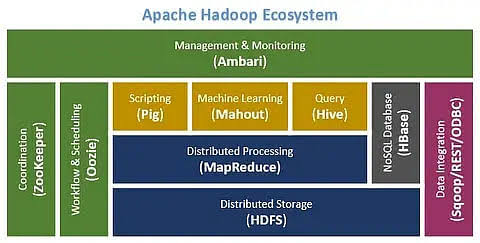 Apache Hadoop Ecosystem
Management & Monitoring
(Ambari)
Coordination
(ZooKeeper)
Workflow & Scheduling
(Oozie)
Scripting
(Pig)
Machine Learning
(Mahout)
Query
(Hive)
Distributed Processing
(MapReduce)
NoSQL Database
(HBase)
Distributed Storage
(HDFS)
Data Integration
(Sqoop/REST/ODBC)